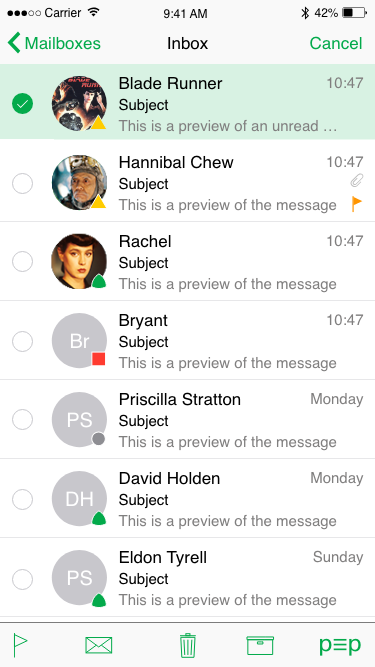 Carrier 9:41 AM 42%
Mailboxes Inbox Cancel
Blade Runner 10:47
Subject
This is a preview of an unread …
Hannibal Chew 10:47
Subject
This is a preview of the message
Rachel 10:47
Subject
This is a preview of the message
Br Bryant 10:47
Subject
This is a preview of the message
PS Priscilla Stratton Monday
Subject
This is a preview of the message
DH David Holden Monday
Subject
This is a preview of the message
PS Eldon Tyrell Sunday
Subject
This is a preview of the message
p≡p